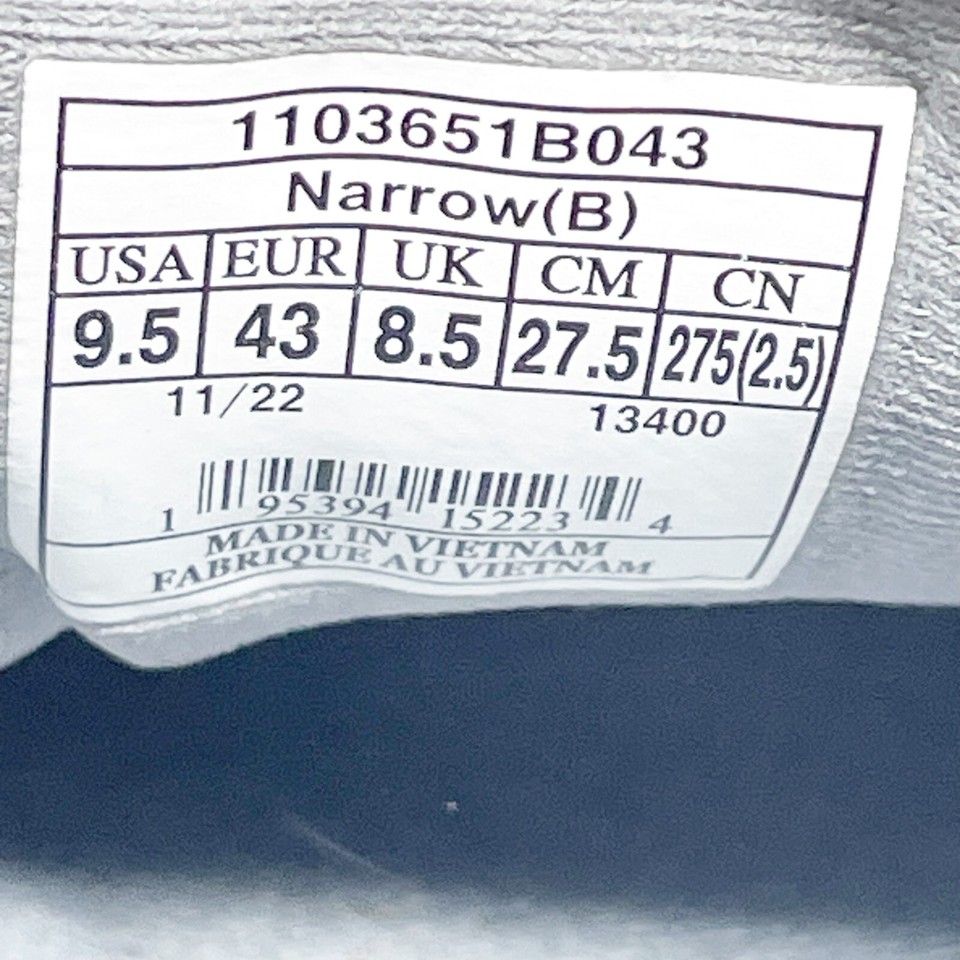 1103651B043
Narrow(B)
USA EUR UK CM CN
9.5 43 8.5 27.5 275(2.5)
11/22 13400
1 95394 15223 4
MADE IN VIETNAM
FABRIQUE AU VIETNAM